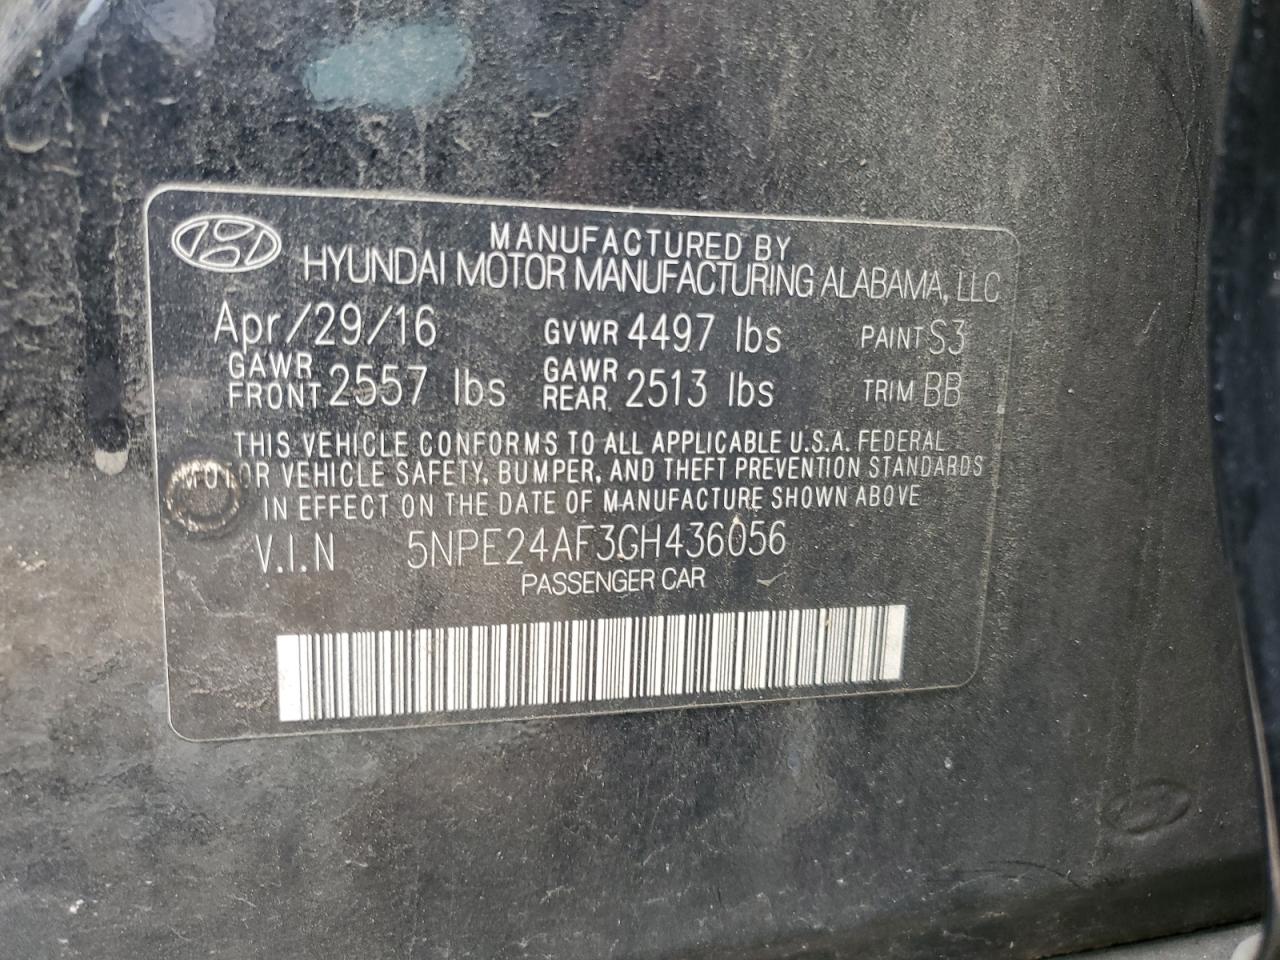 MANUFACTURED BY
HYUNDAI MOTOR MANUFACTURING ALABAMA, LLC
Apr/29/16 GVWR 4497 lbs PAINT S3
GAWR FRONT 2557 lbs GAWR REAR 2513 lbs TRIM BB
THIS VEHICLE CONFORMS TO ALL APPLICABLE U.S.A. FEDERAL
MOTOR VEHICLE SAFETY, BUMPER, AND THEFT PREVENTION STANDARDS
IN EFFECT ON THE DATE OF MANUFACTURE SHOWN ABOVE
V.I.N 5NPE24AF3GH436056
PASSENGER CAR